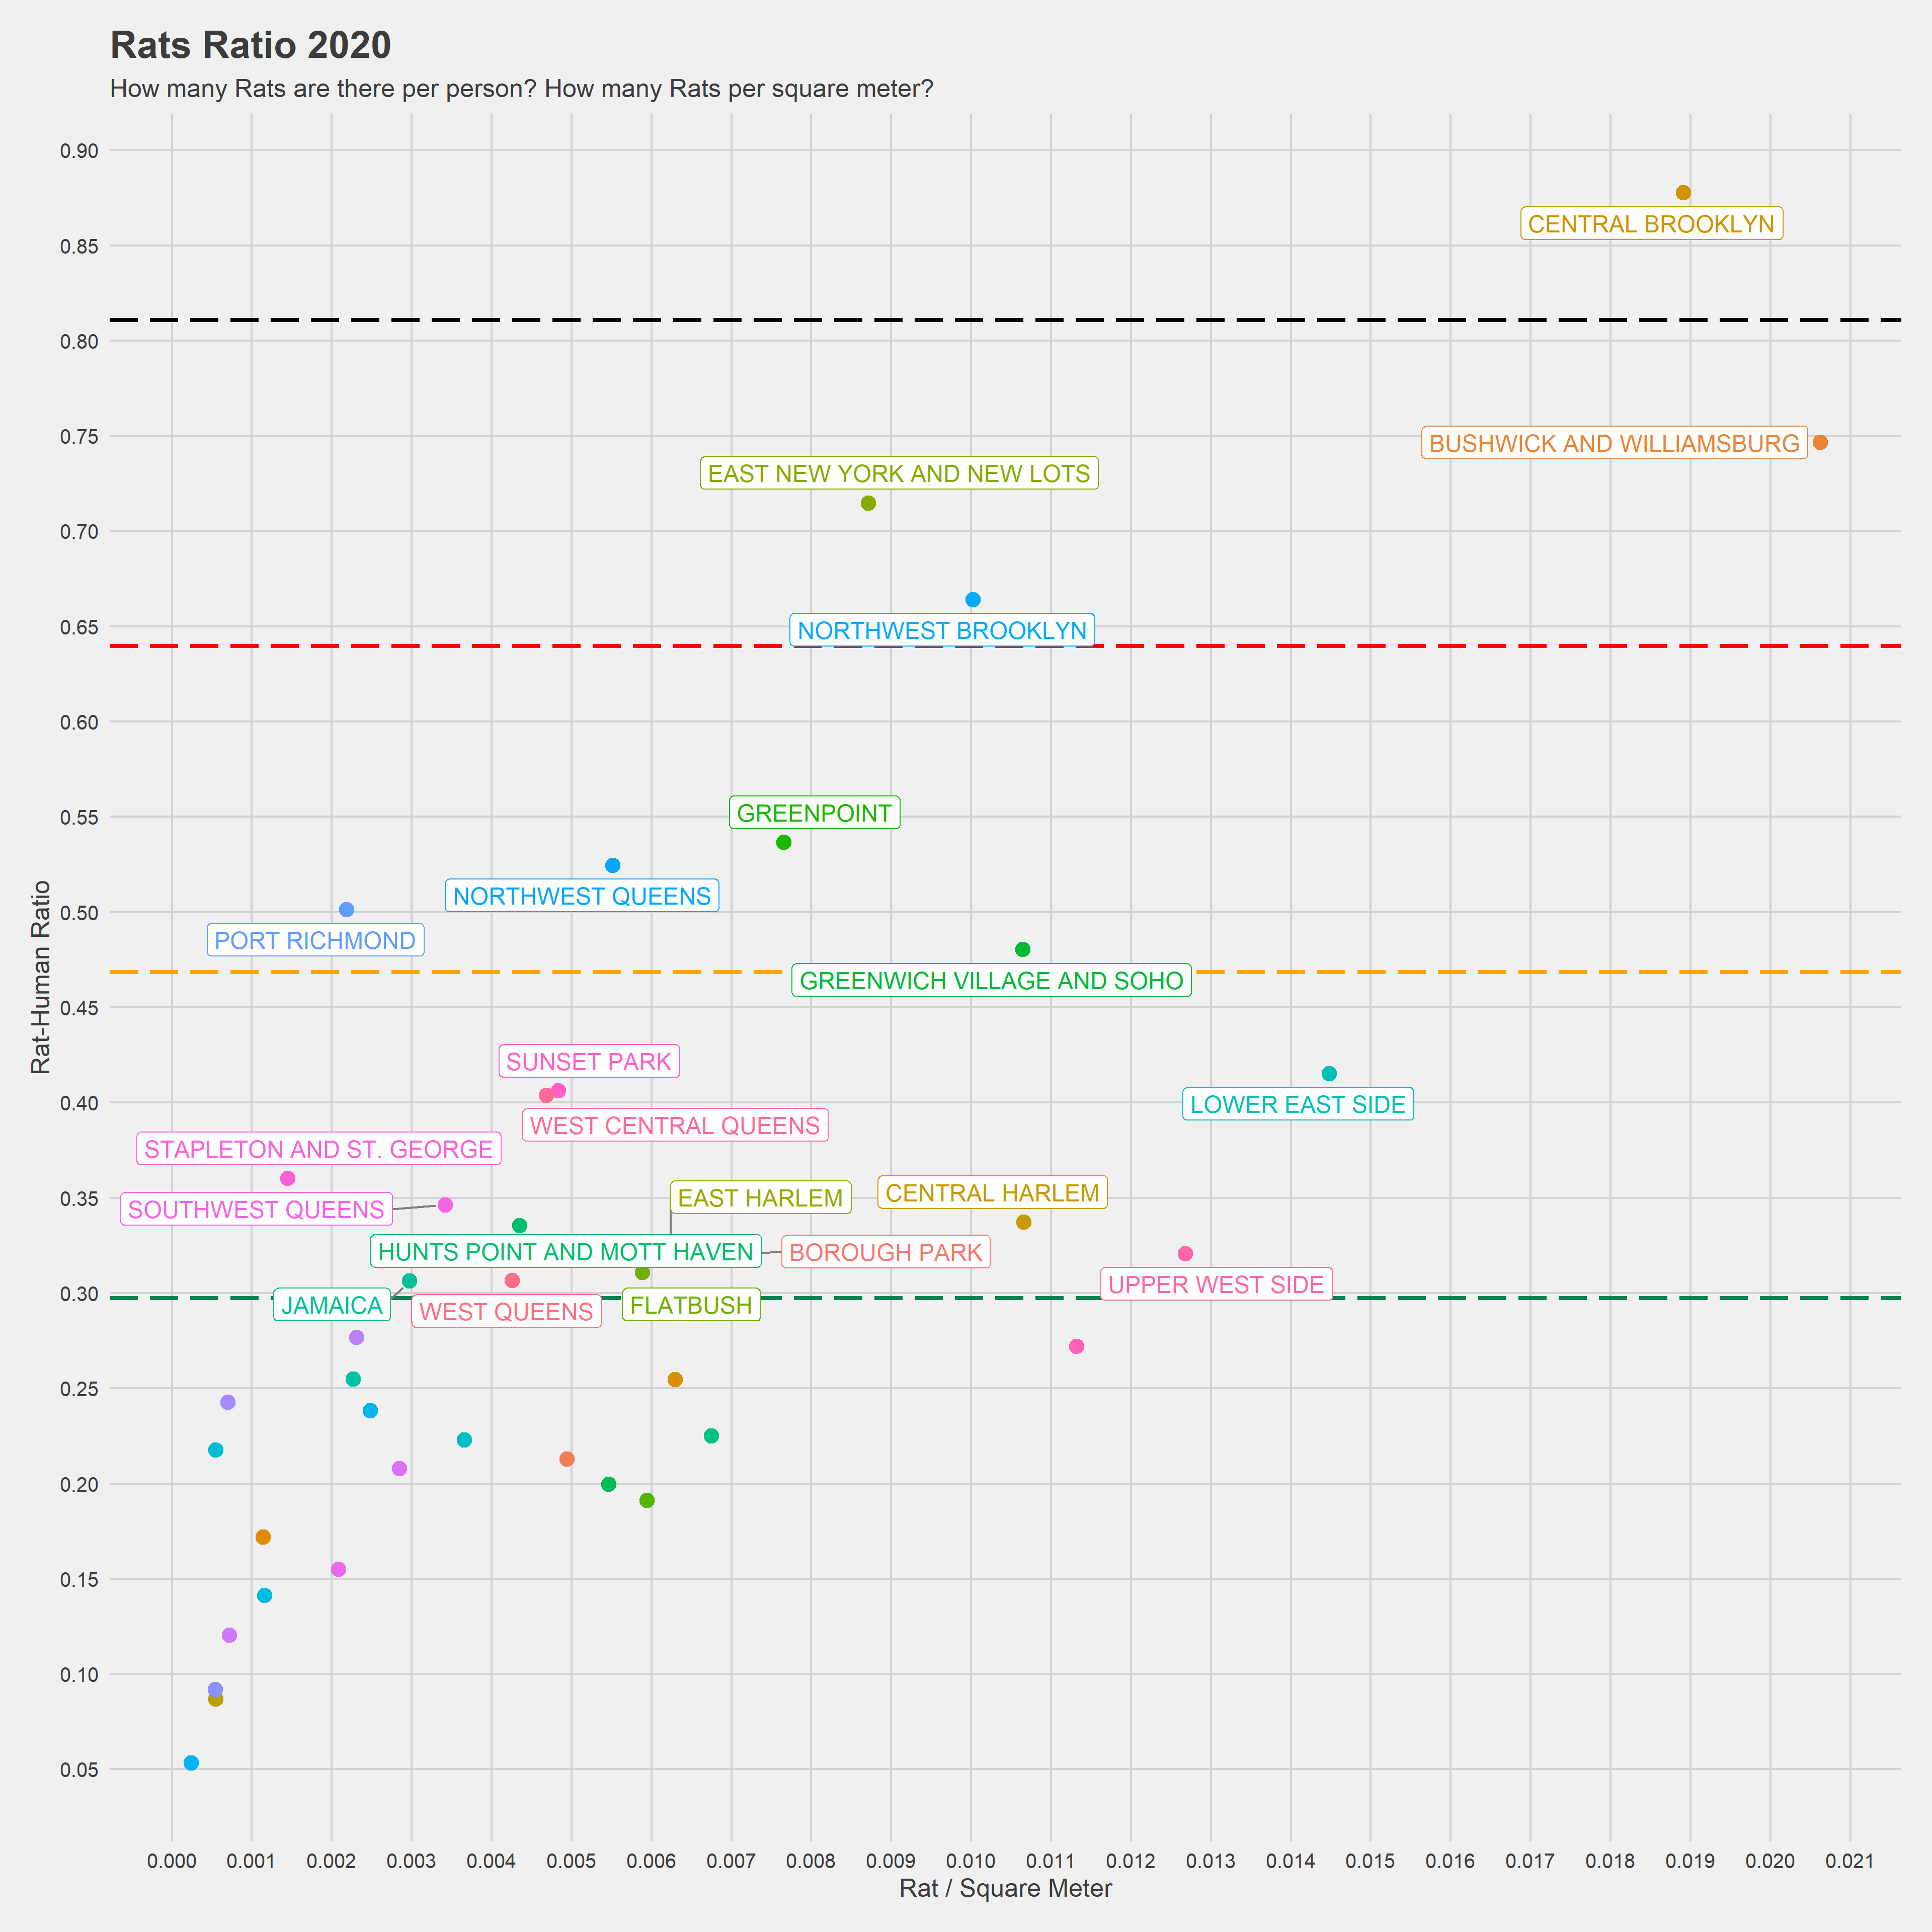 Rats Ratio 2020
How many Rats are there per person? How many Rats per square meter?
0.90
CENTRAL BROOKLYN
0.85
0.80
0.75
BUSHWICK AND WILLIAMSBURG
EAST NEW YORK AND NEW LOTS
0.70
0.65
NORTHWEST BROOKLYN
0.60
0.55
GREENPOINT
NORTHWEST QUEENS
0.50
PORT RICHMOND
GREENWICH VILLAGE AND SOHO
0.45
Rat-Human Ratio
SUNSET PARK
0.40
LOWER EAST SIDE
WEST CENTRAL QUEENS
STAPLETON AND ST. GEORGE
0.35
EAST HARLEM
CENTRAL HARLEM
SOUTHWEST QUEENS
HUNTS POINT AND MOTT HAVEN
BOROUGH PARK
UPPER WEST SIDE
0.30
JAMAICA
WEST QUEENS
FLATBUSH
0.25
0.20
0.15
0.10
0.05
0.000 0.001 0.002 0.003 0.004 0.005 0.006 0.007 0.008 0.009 0.010 0.011 0.012 0.013 0.014 0.015 0.016 0.017 0.018 0.019 0.020 0.021
Rat / Square Meter